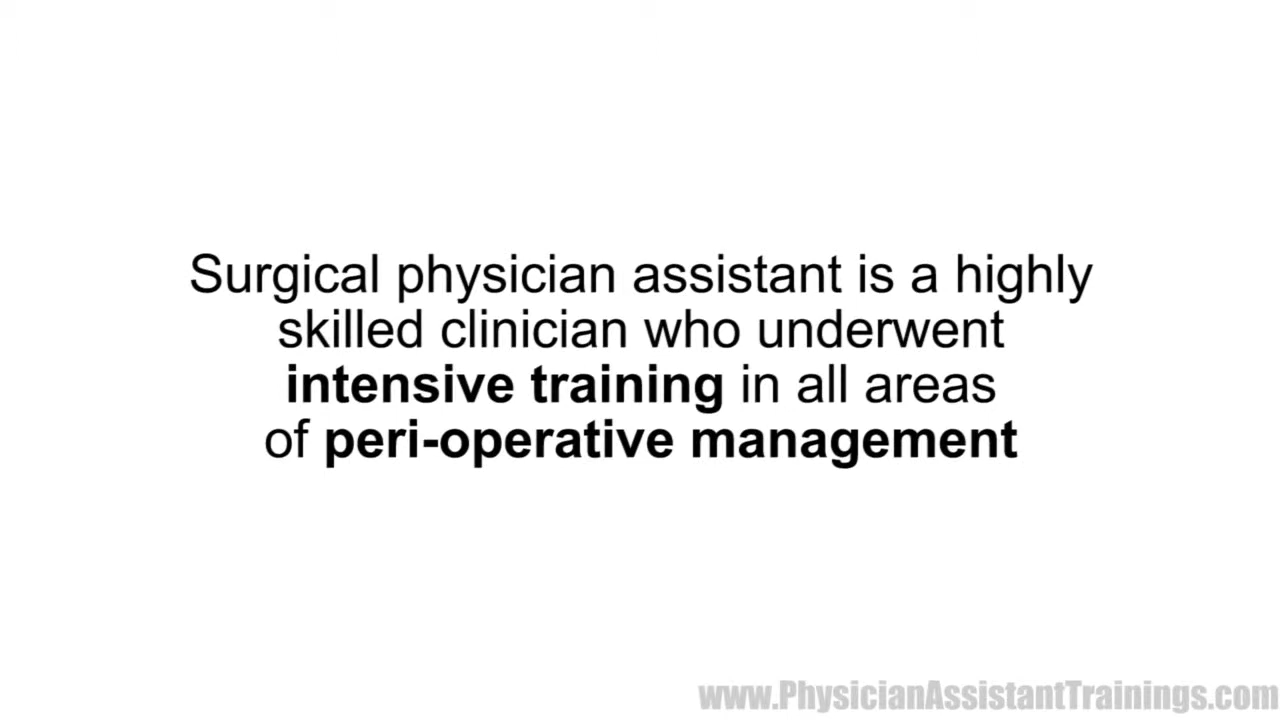 Surgical physician assistant is a highly
skilled clinician who underwent
intensive training in all areas
of peri-operative management
www.PhysicianAssistantTrainings.com